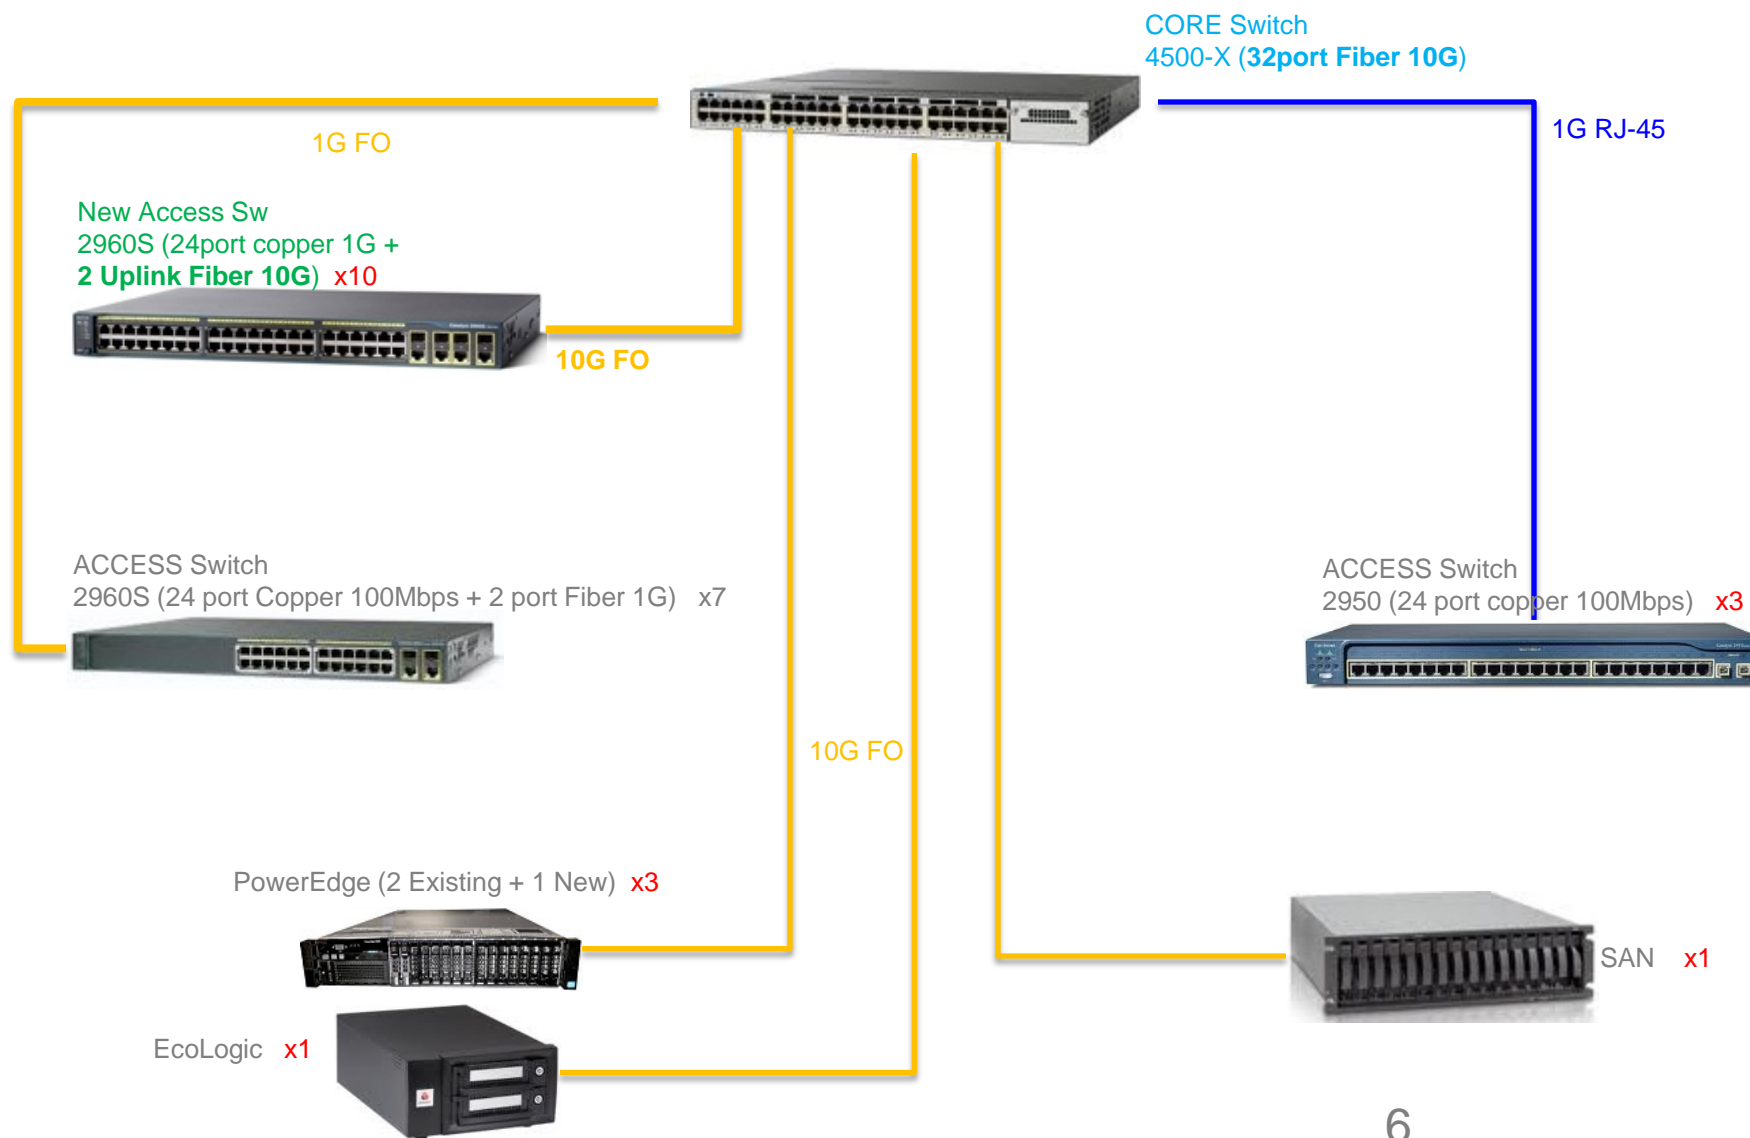 CORE Switch
4500-X (32port Fiber 10G)
1G FO
1G RJ-45
New Access Sw
2960S (24port copper 1G +
2 Uplink Fiber 10G) x10
10G FO
ACCESS Switch
2960S (24 port Copper 100Mbps + 2 port Fiber 1G) x7
ACCESS Switch
2950 (24 port copper 100Mbps) x3
10G FO
PowerEdge (2 Existing + 1 New) x3
SAN x1
EcoLogic x1
6